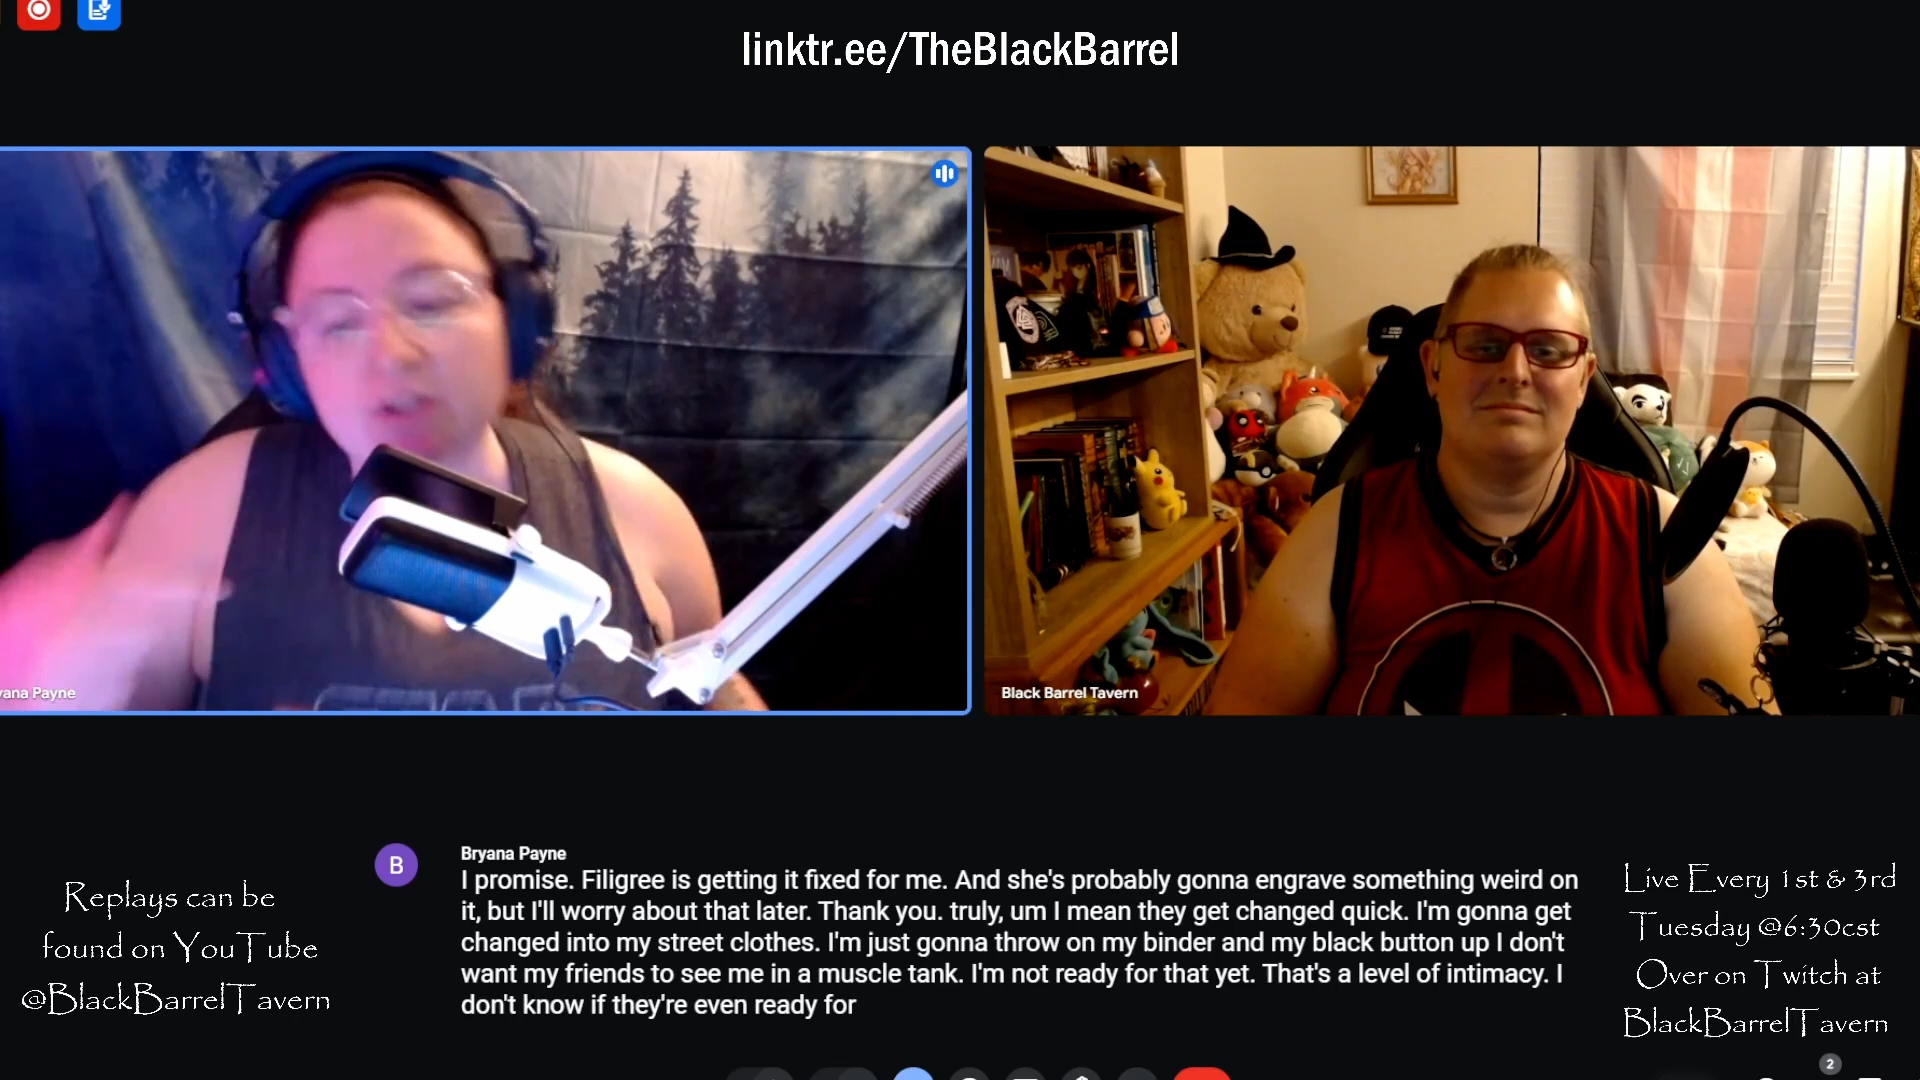 linktr.ee/TheBlackBarrel
yana Payne
Black Barrel Tavern
B
Bryana Payne
I promise. Filigree is getting it fixed for me. And she's probably gonna engrave something weird on
it, but I'll worry about that later. Thank you. truly, um I mean they get changed quick. I'm gonna get
changed into my street clothes. I'm just gonna throw on my binder and my black button up I don't
want my friends to see me in a muscle tank. I'm not ready for that yet. That's a level of intimacy. I
don't know if they're even ready for
Replays can be
found on YouTube
@BlackBarrelTavern
Live Every 1st & 3rd
Tuesday @6:30cst
Over on Twitch at
BlackBarrelTavern
2